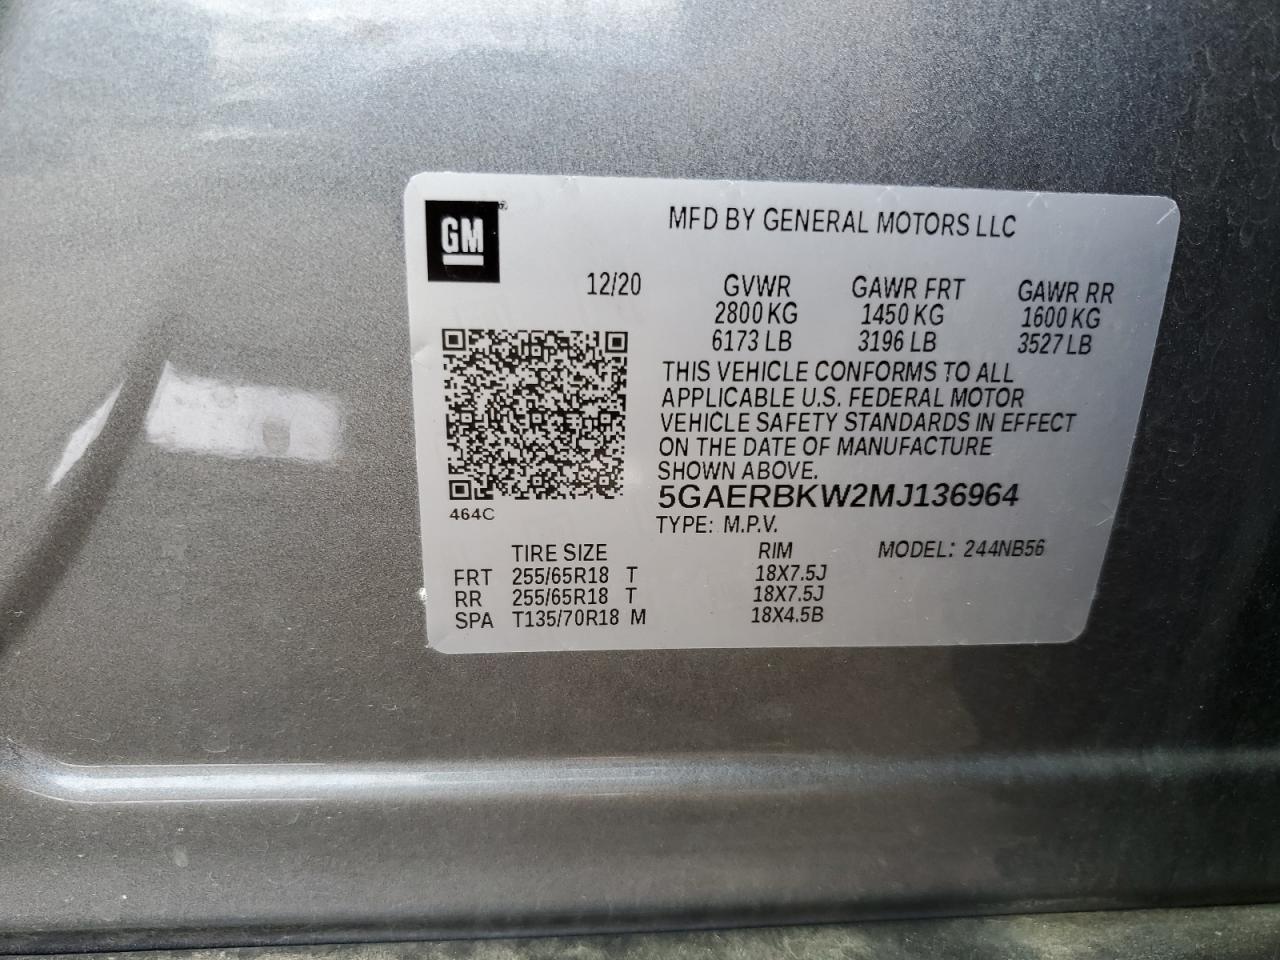 GM
MFD BY GENERAL MOTORS LLC
12/20 GVWR GAWR FRT GAWR RR
2800 KG 1450 KG 1600 KG
6173 LB 3196 LB 3527 LB
THIS VEHICLE CONFORMS TO ALL
APPLICABLE U.S. FEDERAL MOTOR
VEHICLE SAFETY STANDARDS IN EFFECT
ON THE DATE OF MANUFACTURE
SHOWN ABOVE.
5GAERBKW2MJ136964
464C
TYPE: M.P.V.
TIRE SIZE RIM MODEL: 244NB56
FRT 255/65R18 T 18X7.5J
RR 255/65R18 T 18X7.5J
SPA T135/70R18 M 18X4.5B